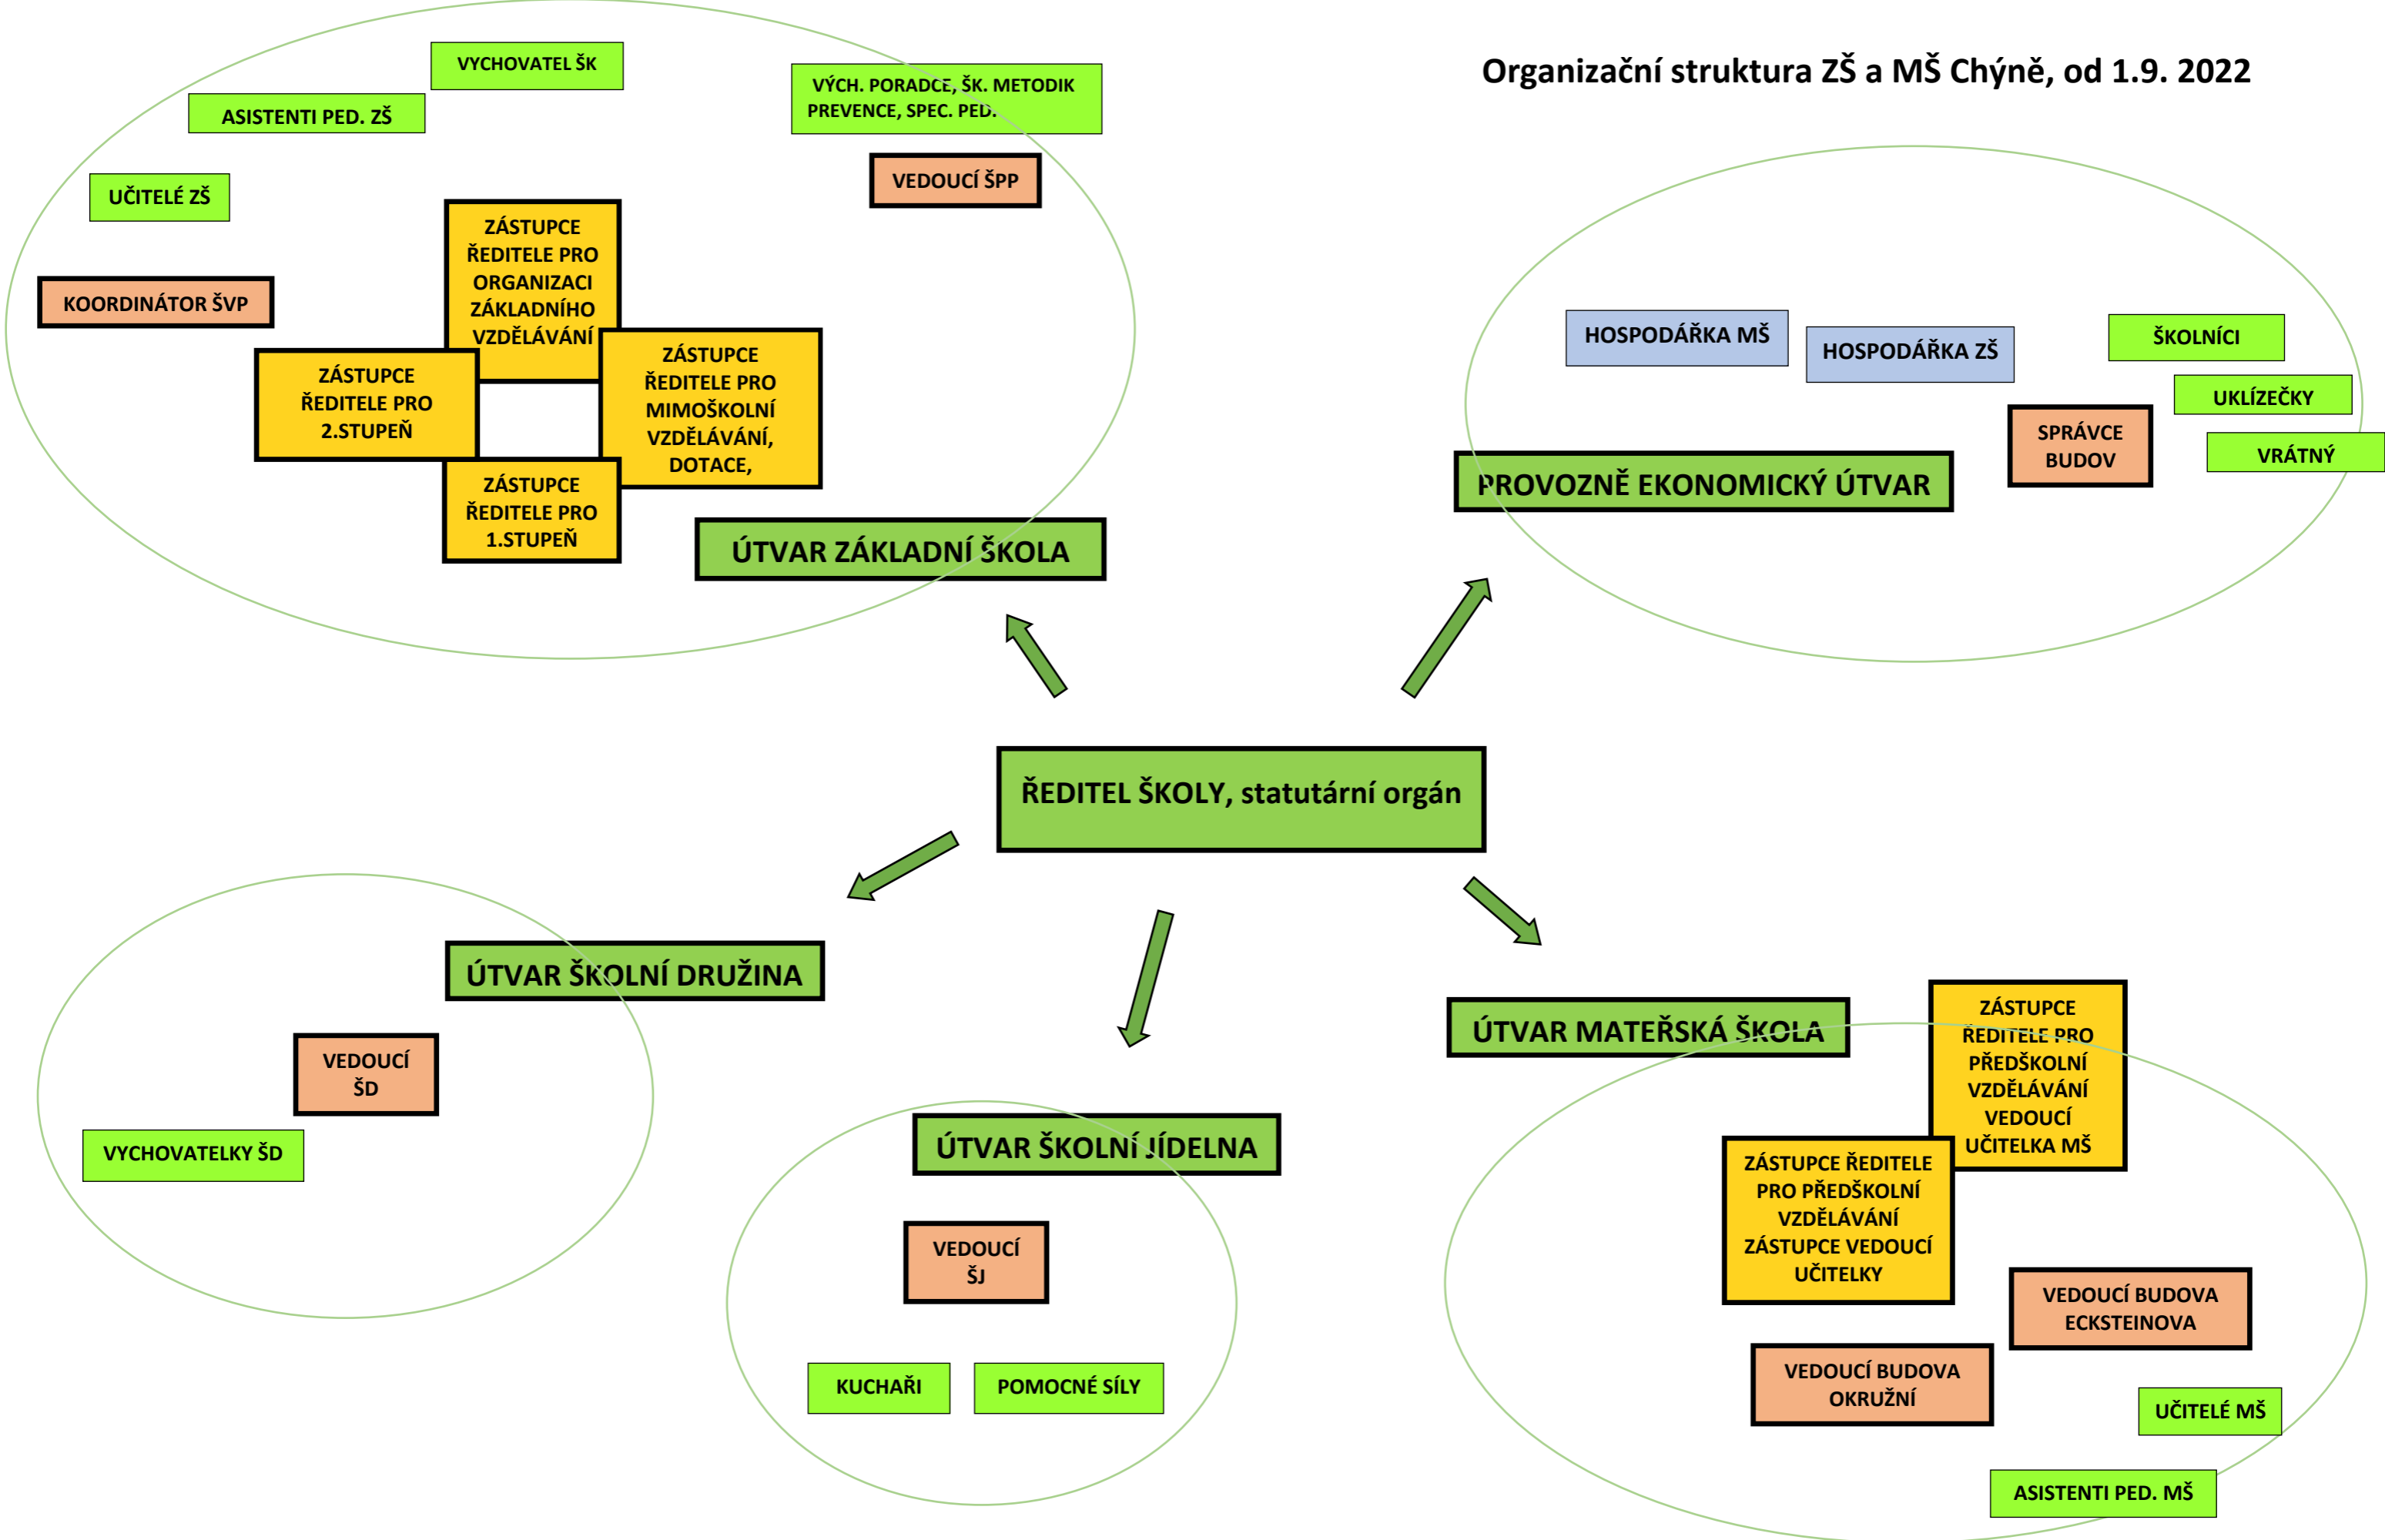 Organizační struktura ZŠ a MŠ Chýně, od 1.9. 2022
VYCHOVATEL ŠK
VÝCH. PORADCE, ŠK. METODIK
PREVENCE, SPEC. PED.
ASISTENTI PED. ZŠ
VEDOUCÍ ŠPP
UČITELÉ ZŠ
KOORDINÁTOR ŠVP
ZÁSTUPCE
ŘEDITELE PRO
ORGANIZACI
ZÁKLADNÍHO
VZDĚLÁVÁNÍ
ZÁSTUPCE
ŘEDITELE PRO
2.STUPEŇ
ZÁSTUPCE
ŘEDITELE PRO
MIMOŠKOLNÍ
VZDĚLÁVÁNÍ,
DOTACE,
ZÁSTUPCE
ŘEDITELE PRO
1.STUPEŇ
ÚTVAR ZÁKLADNÍ ŠKOLA
HOSPODÁŘKA MŠ
HOSPODÁŘKA ZŠ
ŠKOLNÍCI
UKLÍZEČKY
VRÁTNÝ
SPRÁVCE
BUDOV
PROVOZNĚ EKONOMICKÝ ÚTVAR
ŘEDITEL ŠKOLY, statutární orgán
ÚTVAR ŠKOLNÍ DRUŽINA
VEDOUCÍ
ŠD
VYCHOVATELKY ŠD
ÚTVAR ŠKOLNÍ JÍDELNA
VEDOUCÍ
ŠJ
KUCHAŘI
POMOCNÉ SÍLY
ÚTVAR MATEŘSKÁ ŠKOLA
ZÁSTUPCE
ŘEDITELE PRO
PŘEDŠKOLNÍ
VZDĚLÁVÁNÍ
VEDOUCÍ
UČITELKA MŠ
ZÁSTUPCE ŘEDITELE
PRO PŘEDŠKOLNÍ
VZDĚLÁVÁNÍ
ZÁSTUPCE VEDOUCÍ
UČITELKY
VEDOUCÍ BUDOVA
ECKSTEINOVA
VEDOUCÍ BUDOVA
OKRUŽNÍ
UČITELÉ MŠ
ASISTENTI PED. MŠ